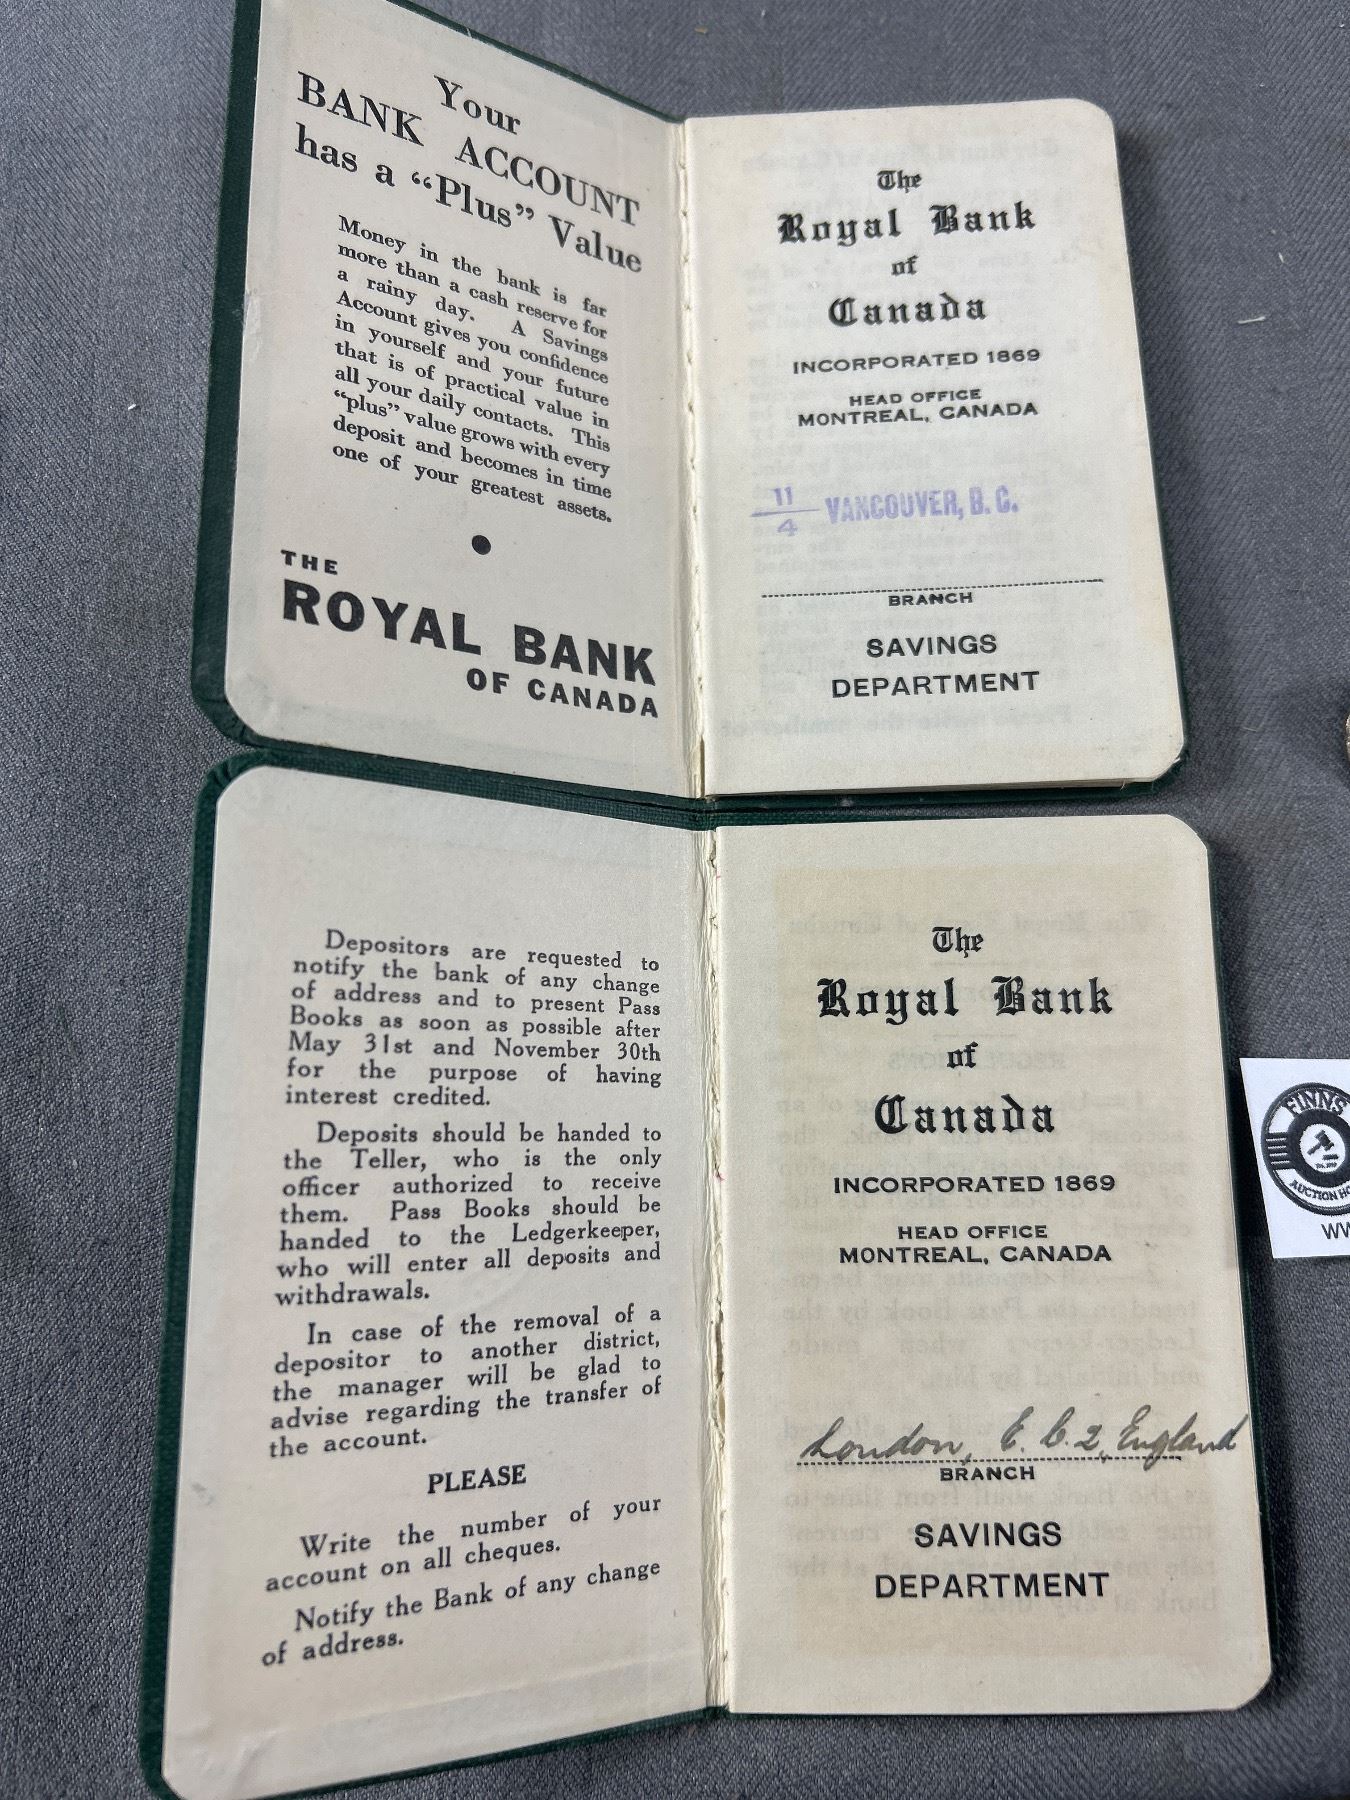 Your
BANK ACCOUNT
has a “Plus” Value
Money in the bank is far
more than a cash reserve for
a rainy day. A Savings
Account gives you confidence
in yourself and your future
that is of practical value in
all your daily contacts. This
“plus” value grows with every
deposit and becomes in time
one of your greatest assets.
THE
ROYAL BANK
OF CANADA
The
Royal Bank
of
Canada
INCORPORATED 1869
HEAD OFFICE
MONTREAL, CANADA
11/4 VANCOUVER, B. C.
BRANCH
SAVINGS
DEPARTMENT
Depositors are requested to
notify the bank of any change
of address and to present Pass
Books as soon as possible after
May 31st and November 30th
for the purpose of having
interest credited.
Deposits should be handed to
the Teller, who is the only
officer authorized to receive
them. Pass Books should be
handed to the Ledgerkeeper,
who will enter all deposits and
withdrawals.
In case of the removal of a
depositor to another district,
the manager will be glad to
advise regarding the transfer of
the account.
PLEASE
Write the number of your
account on all cheques.
Notify the Bank of any change
of address.
The
Royal Bank
of
Canada
INCORPORATED 1869
HEAD OFFICE
MONTREAL, CANADA
London, E. C. 2, England
BRANCH
SAVINGS
DEPARTMENT
FINNS
AUCTION HO
WW